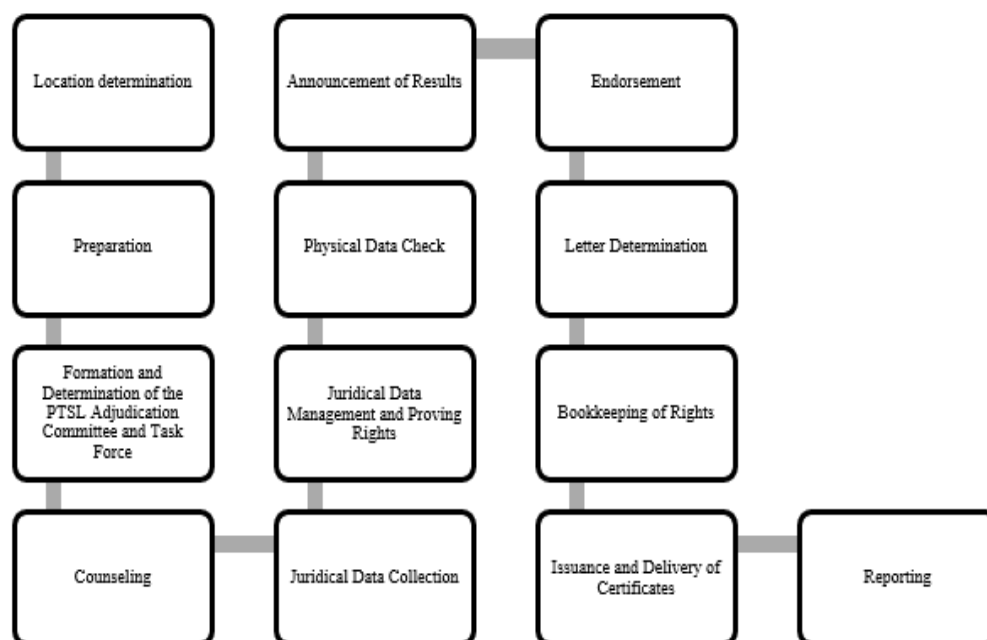 Location determination
Preparation
Formation and
Determination of the
PTSL Adjudication
Committee and Task
Force
Counseling
Juridical Data Collection
Juridical Data
Management and Proving
Rights
Physical Data Check
Announcement of Results
Endorsement
Letter Determination
Bookkeeping of Rights
Issuance and Delivery of
Certificates
Reporting